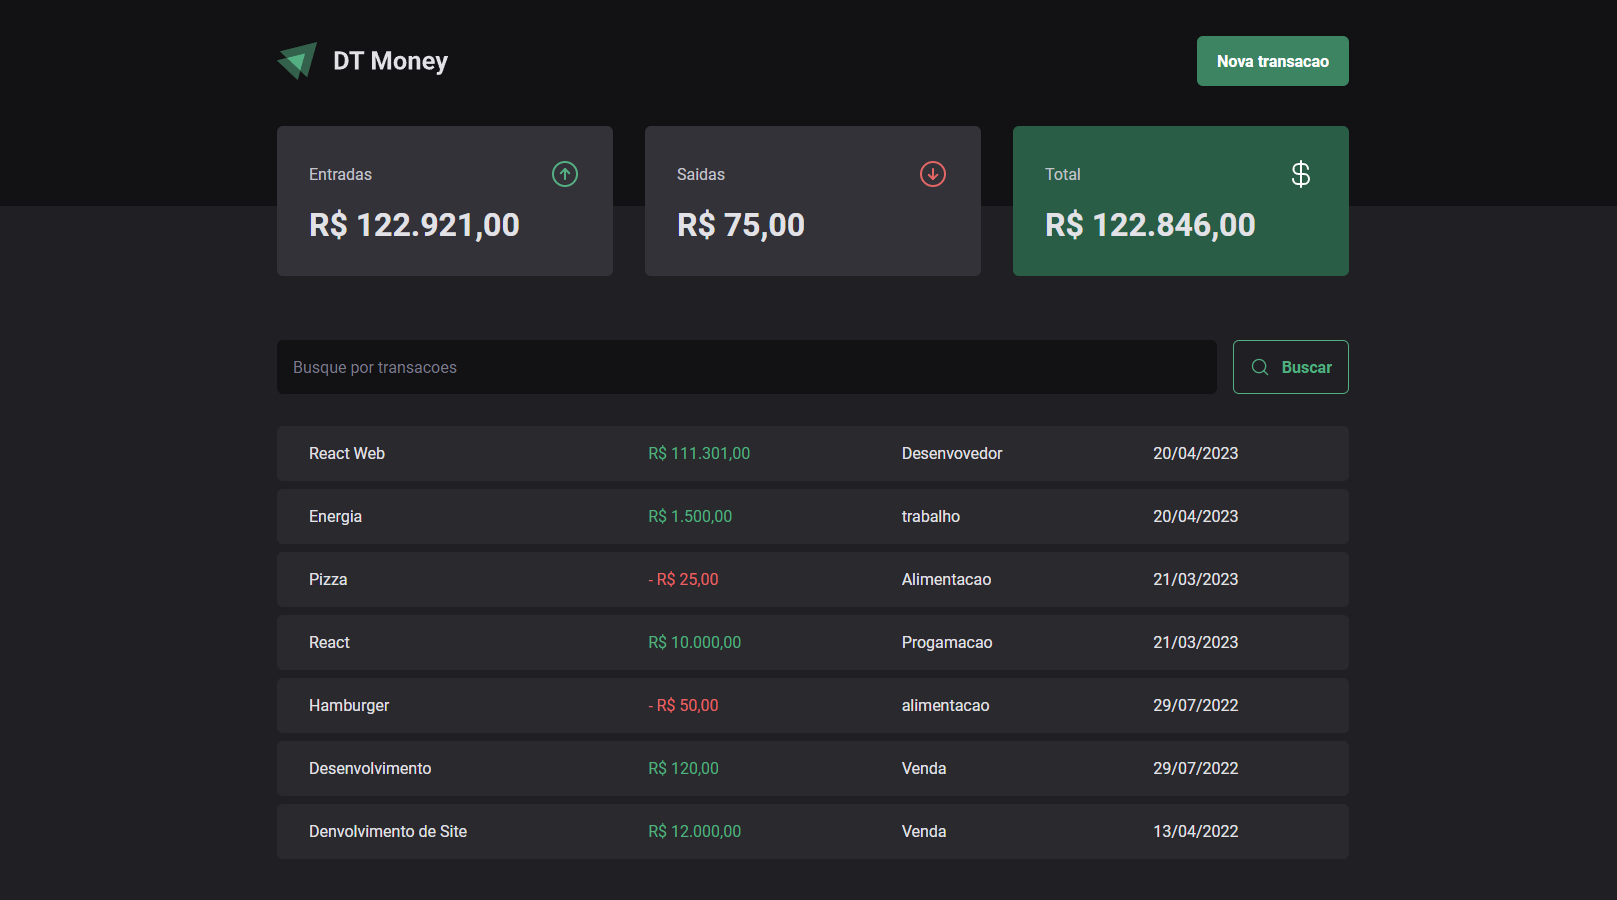 DT Money
Nova transacao
Entradas
R$ 122.921,00
Saidas
R$ 75,00
Total
$
R$ 122.846,00
Busque por transacoes
Buscar
React Web R$ 111.301,00 Desenvovedor 20/04/2023
Energia R$ 1.500,00 trabalho 20/04/2023
Pizza - R$ 25,00 Alimentacao 21/03/2023
React R$ 10.000,00 Progamacao 21/03/2023
Hamburger - R$ 50,00 alimentacao 29/07/2022
Desenvolvimento R$ 120,00 Venda 29/07/2022
Denvolvimento de Site R$ 12.000,00 Venda 13/04/2022